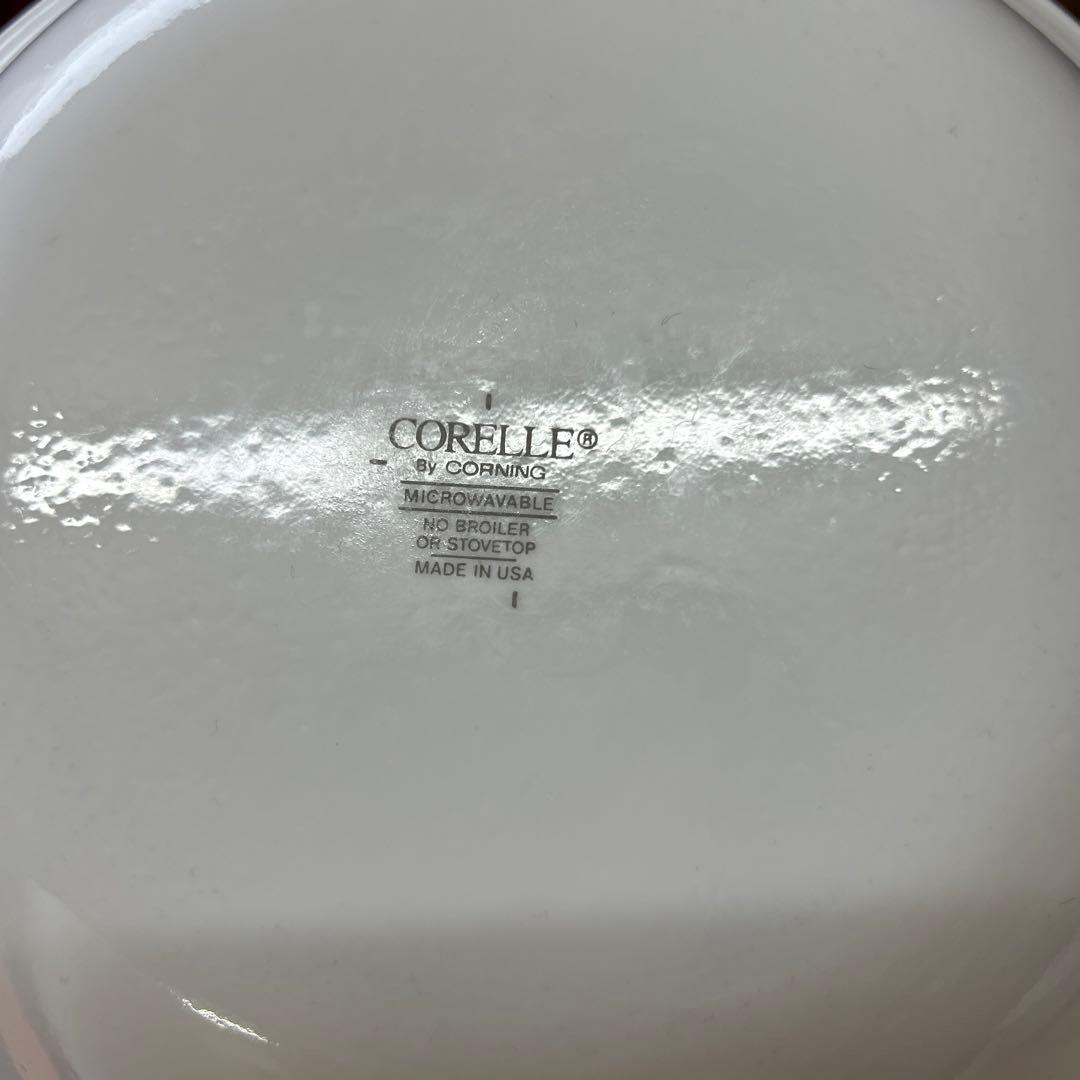 CORELLE®
By CORNING
MICROWAVABLE
NO BROILER
OR STOVETOP
MADE IN USA